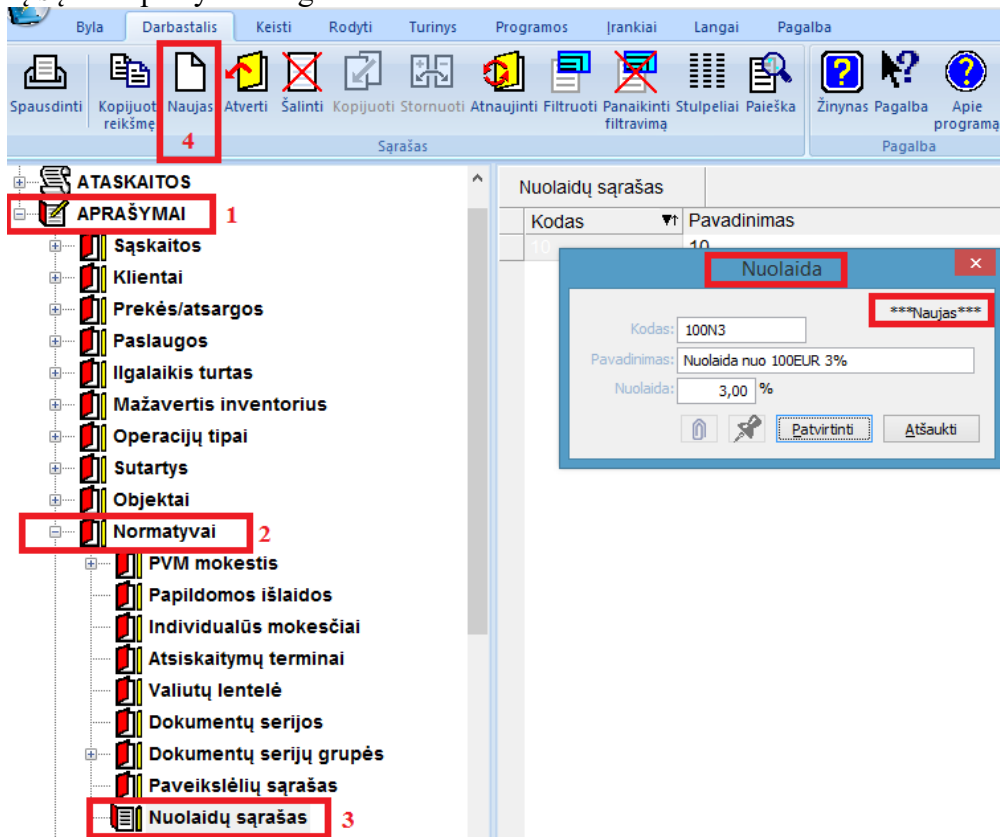 Byla Darbastalis Keisti Rodyti Turinys Programos Įrankiai Langai Pagalba
Spausdinti Kopijuoti reikšmę Naujas Atverti Šalinti Kopijuoti Stornuoti Atnaujinti Filtruoti Panaikinti filtravimą Stulpeliai Paieška Žinynas Pagalba Apie programą
4
Sąrašas Pagalba
ATASKAITOS
APRAŠYMAI 1
Sąskaitos
Klientai
Prekės/atsargos
Paslaugos
Ilgalaikis turtas
Mažavertis inventorius
Operacijų tipai
Sutartys
Objektai
Normatyvai 2
PVM mokestis
Papildomos išlaidos
Individualūs mokesčiai
Atsiskaitymų terminai
Valiutų lentelė
Dokumentų serijos
Dokumentų serijų grupės
Paveikslėlių sąrašas
Nuolaidų sąrašas 3
Nuolaidų sąrašas
Kodas Pavadinimas
10 10
Nuolaida
***Naujas***
Kodas: 100N3
Pavadinimas: Nuolaida nuo 100EUR 3%
Nuolaida: 3,00 %
Patvirtinti Atšaukti